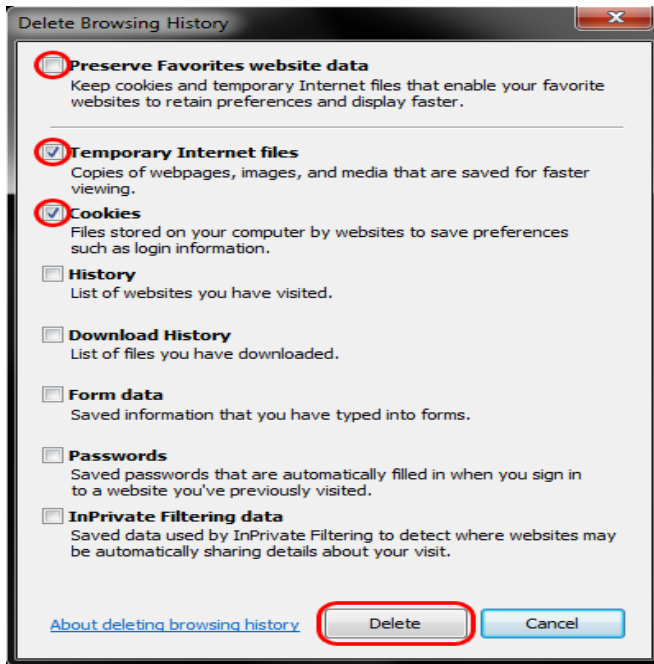 Delete Browsing History
Preserve Favorites website data
Keep cookies and temporary Internet files that enable your favorite
websites to retain preferences and display faster.
Temporary Internet files
Copies of webpages, images, and media that are saved for faster
viewing.
Cookies
Files stored on your computer by websites to save preferences
such as login information.
History
List of websites you have visited.
Download History
List of files you have downloaded.
Form data
Saved information that you have typed into forms.
Passwords
Saved passwords that are automatically filled in when you sign in
to a website you've previously visited.
InPrivate Filtering data
Saved data used by InPrivate Filtering to detect where websites may
be automatically sharing details about your visit.
About deleting browsing history Delete Cancel